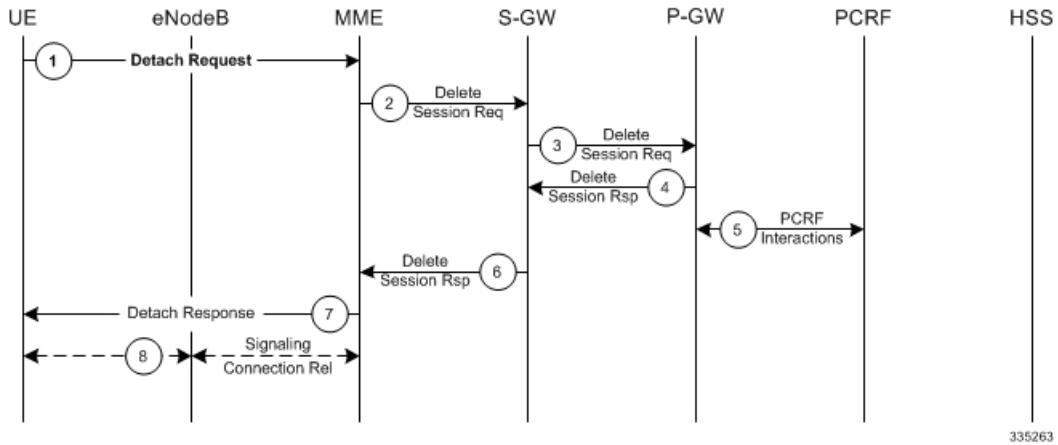 UE eNodeB MME S-GW P-GW PCRF HSS
1 Detach Request
2 Delete
Session Req
3 Delete
Session Req
Delete
Session Rsp 4
5 PCRF
Interactions
Delete
Session Rsp 6
Detach Response 7
8 Signaling
Connection Rel
335263